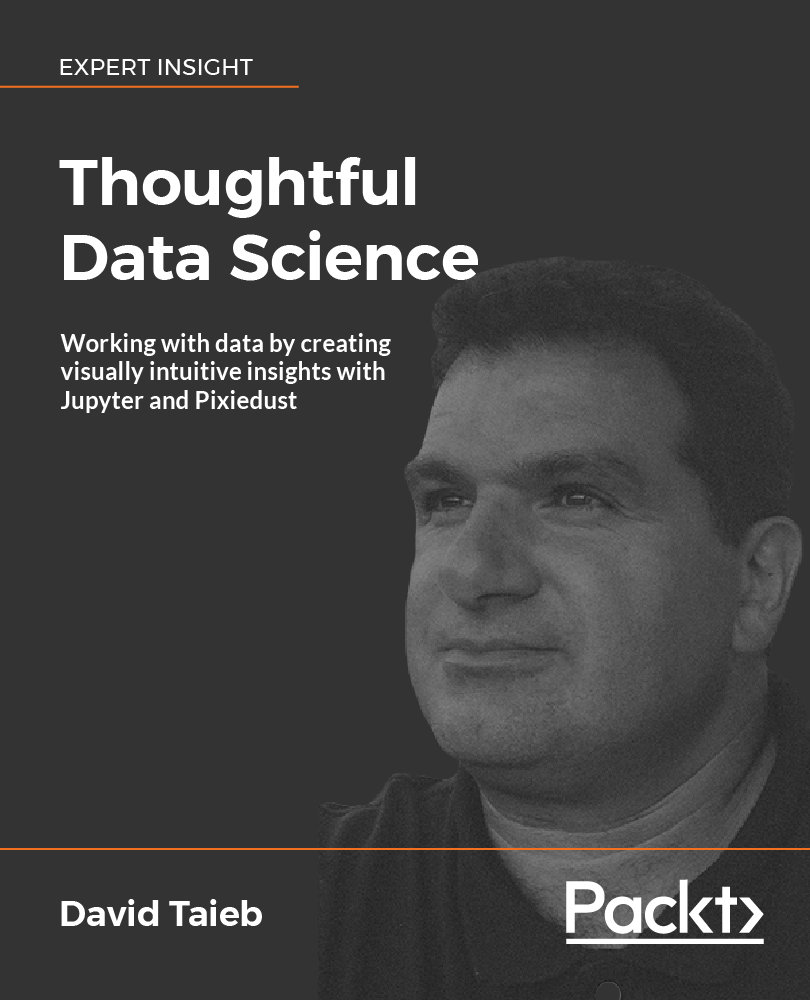 EXPERT INSIGHT
Thoughtful
Data Science
Working with data by creating
visually intuitive insights with
Jupyter and Pixiedust
David Taieb
Packt>